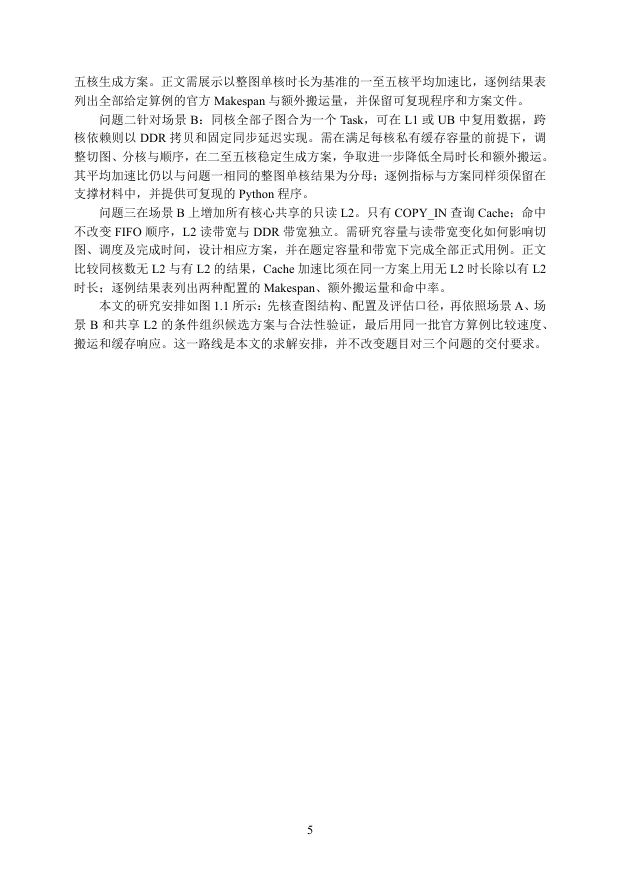 五核生成方案。正文需展示以整图单核时长为基准的一至五核平均加速比，逐例结果表
列出全部给定算例的官方 Makespan 与额外搬运量，并保留可复现程序和方案文件。
问题二针对场景 B：同核全部子图合为一个 Task，可在 L1 或 UB 中复用数据，跨
核依赖则以 DDR 拷贝和固定同步延迟实现。需在满足每核私有缓存容量的前提下，调
整切图、分核与顺序，在二至五核稳定生成方案，争取进一步降低全局时长和额外搬运。
其平均加速比仍以与问题一相同的整图单核结果为分母；逐例指标与方案同样须保留在
支撑材料中，并提供可复现的 Python 程序。
问题三在场景 B 上增加所有核心共享的只读 L2。只有 COPY_IN 查询 Cache；命中
不改变 FIFO 顺序，L2 读带宽与 DDR 带宽独立。需研究容量与读带宽变化如何影响切
图、调度及完成时间，设计相应方案，并在题定容量和带宽下完成全部正式用例。正文
比较同核数无 L2 与有 L2 的结果，Cache 加速比须在同一方案上用无 L2 时长除以有 L2
时长；逐例结果表列出两种配置的 Makespan、额外搬运量和命中率。
本文的研究安排如图 1.1 所示：先核查图结构、配置及评估口径，再依照场景 A、场
景 B 和共享 L2 的条件组织候选方案与合法性验证，最后用同一批官方算例比较速度、
搬运和缓存响应。这一路线是本文的求解安排，并不改变题目对三个问题的交付要求。
5